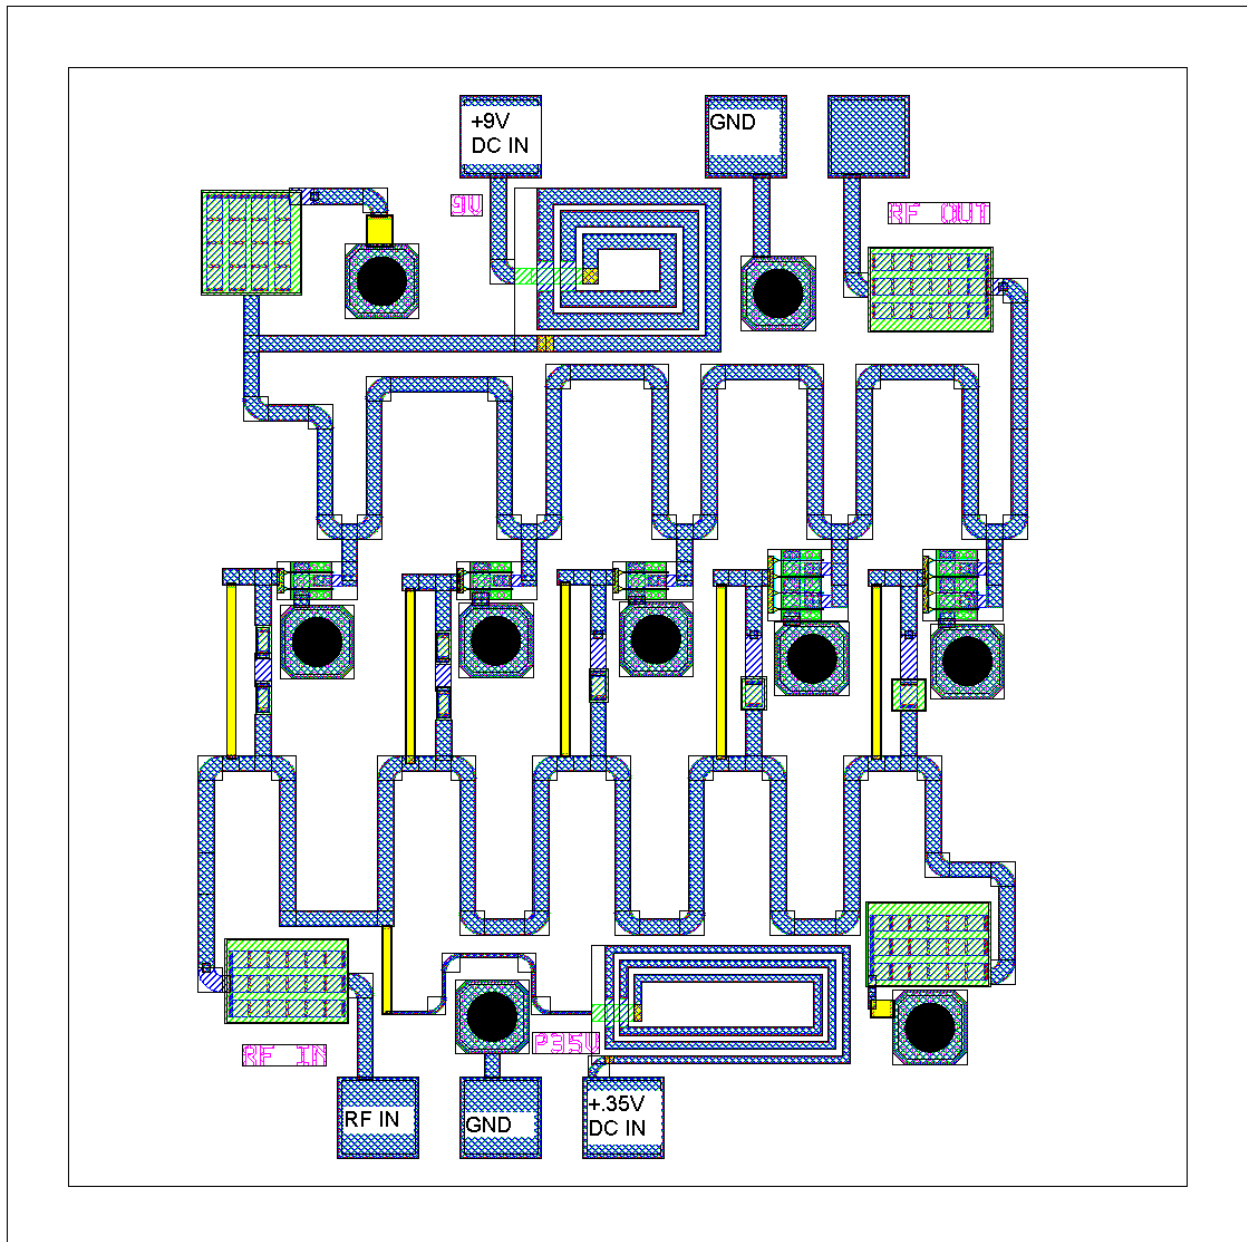 +9V
DC IN
GND
9V
RF OUT
RF IN
P35V
RF IN
GND
+.35V
DC IN